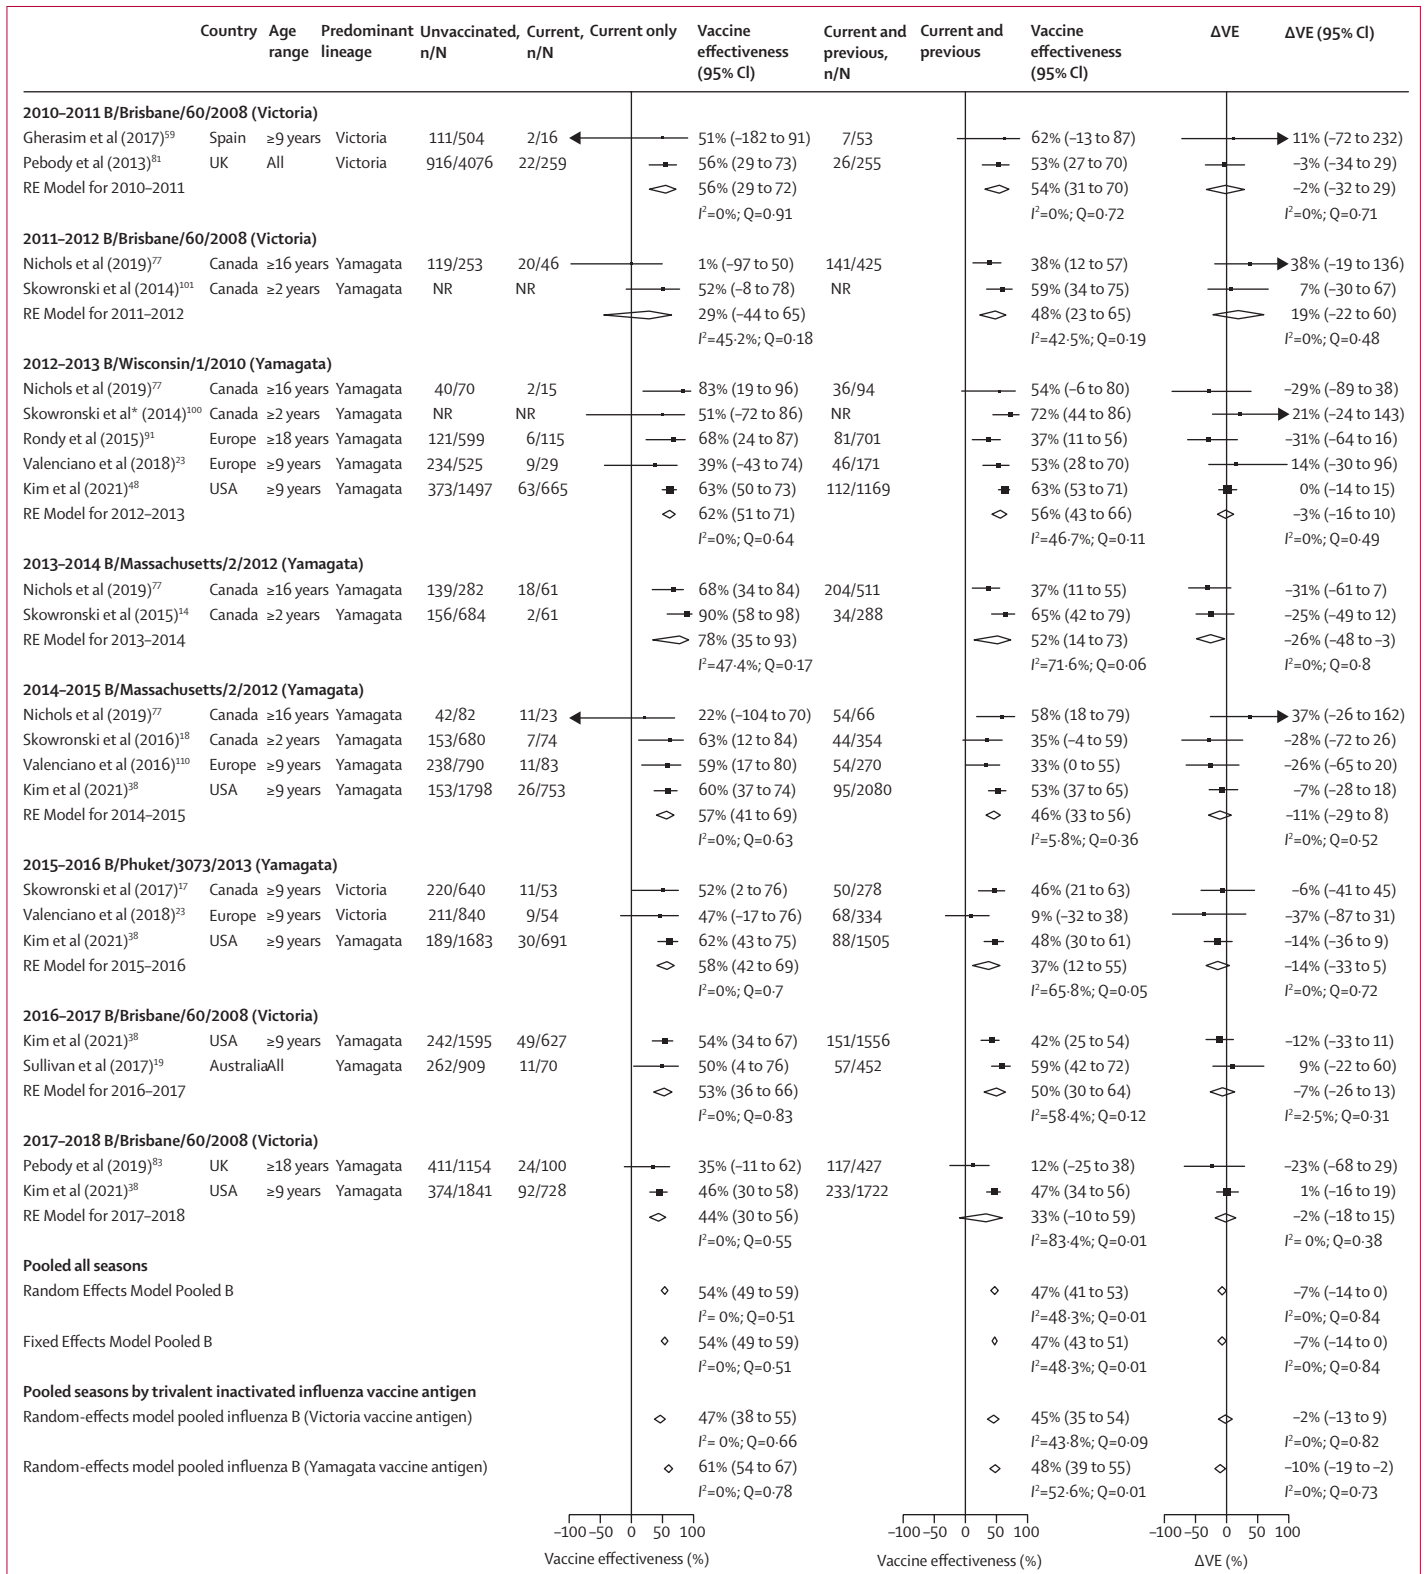 Country Age range Predominant lineage Unvaccinated, n/N Current, n/N Current only Vaccine effectiveness (95% CI) Current and previous, n/N Current and previous Vaccine effectiveness (95% CI) ΔVE ΔVE (95% CI)
2010–2011 B/Brisbane/60/2008 (Victoria)
Gherasim et al (2017)59 Spain ≥9 years Victoria 111/504 2/16 51% (–182 to 91) 7/53 62% (–13 to 87) 11% (–72 to 232)
Pebody et al (2013)81 UK All Victoria 916/4076 22/259 56% (29 to 73) 26/255 53% (27 to 70) –3% (–34 to 29)
RE Model for 2010–2011 56% (29 to 72) 54% (31 to 70) –2% (–32 to 29)
I²=0%; Q=0·91 I²=0%; Q=0·72 I²=0%; Q=0·71
2011–2012 B/Brisbane/60/2008 (Victoria)
Nichols et al (2019)77 Canada ≥16 years Yamagata 119/253 20/46 1% (–97 to 50) 141/425 38% (12 to 57) 38% (–19 to 136)
Skowronski et al (2014)101 Canada ≥2 years Yamagata NR NR 52% (–8 to 78) NR 59% (34 to 75) 7% (–30 to 67)
RE Model for 2011–2012 29% (–44 to 65) 48% (23 to 65) 19% (–22 to 60)
I²=45·2%; Q=0·18 I²=42·5%; Q=0·19 I²=0%; Q=0·48
2012–2013 B/Wisconsin/1/2010 (Yamagata)
Nichols et al (2019)77 Canada ≥16 years Yamagata 40/70 2/15 83% (19 to 96) 36/94 54% (–6 to 80) –29% (–89 to 38)
Skowronski et al* (2014)100 Canada ≥2 years Yamagata NR NR 51% (–72 to 86) NR 72% (44 to 86) 21% (–24 to 143)
Rondy et al (2015)91 Europe ≥18 years Yamagata 121/599 6/115 68% (24 to 87) 81/701 37% (11 to 56) –31% (–64 to 16)
Valenciano et al (2018)23 Europe ≥9 years Yamagata 234/525 9/29 39% (–43 to 74) 46/171 53% (28 to 70) 14% (–30 to 96)
Kim et al (2021)48 USA ≥9 years Yamagata 373/1497 63/665 63% (50 to 73) 112/1169 63% (53 to 71) 0% (–14 to 15)
RE Model for 2012–2013 62% (51 to 71) 56% (43 to 66) –3% (–16 to 10)
I²=0%; Q=0·64 I²=46·7%; Q=0·11 I²=0%; Q=0·49
2013–2014 B/Massachusetts/2/2012 (Yamagata)
Nichols et al (2019)77 Canada ≥16 years Yamagata 139/282 18/61 68% (34 to 84) 204/511 37% (11 to 55) –31% (–61 to 7)
Skowronski et al (2015)14 Canada ≥2 years Yamagata 156/684 2/61 90% (58 to 98) 34/288 65% (42 to 79) –25% (–49 to 12)
RE Model for 2013–2014 78% (35 to 93) 52% (14 to 73) –26% (–48 to –3)
I²=47·4%; Q=0·17 I²=71·6%; Q=0·06 I²=0%; Q=0·8
2014–2015 B/Massachusetts/2/2012 (Yamagata)
Nichols et al (2019)77 Canada ≥16 years Yamagata 42/82 11/23 22% (–104 to 70) 54/66 58% (18 to 79) 37% (–26 to 162)
Skowronski et al (2016)18 Canada ≥2 years Yamagata 153/680 7/74 63% (12 to 84) 44/354 35% (–4 to 59) –28% (–72 to 26)
Valenciano et al (2016)110 Europe ≥9 years Yamagata 238/790 11/83 59% (17 to 80) 54/270 33% (0 to 55) –26% (–65 to 20)
Kim et al (2021)38 USA ≥9 years Yamagata 153/1798 26/753 60% (37 to 74) 95/2080 53% (37 to 65) –7% (–28 to 18)
RE Model for 2014–2015 57% (41 to 69) 46% (33 to 56) –11% (–29 to 8)
I²=0%; Q=0·63 I²=5·8%; Q=0·36 I²=0%; Q=0·52
2015–2016 B/Phuket/3073/2013 (Yamagata)
Skowronski et al (2017)17 Canada ≥9 years Victoria 220/640 11/53 52% (2 to 76) 50/278 46% (21 to 63) –6% (–41 to 45)
Valenciano et al (2018)23 Europe ≥9 years Victoria 211/840 9/54 47% (–17 to 76) 68/334 9% (–32 to 38) –37% (–87 to 31)
Kim et al (2021)38 USA ≥9 years Yamagata 189/1683 30/691 62% (43 to 75) 88/1505 48% (30 to 61) –14% (–36 to 9)
RE Model for 2015–2016 58% (42 to 69) 37% (12 to 55) –14% (–33 to 5)
I²=0%; Q=0·7 I²=65·8%; Q=0·05 I²=0%; Q=0·72
2016–2017 B/Brisbane/60/2008 (Victoria)
Kim et al (2021)38 USA ≥9 years Yamagata 242/1595 49/627 54% (34 to 67) 151/1556 42% (25 to 54) –12% (–33 to 11)
Sullivan et al (2017)19 Australia All Yamagata 262/909 11/70 50% (4 to 76) 57/452 59% (42 to 72) 9% (–22 to 60)
RE Model for 2016–2017 53% (36 to 66) 50% (30 to 64) –7% (–26 to 13)
I²=0%; Q=0·83 I²=58·4%; Q=0·12 I²=2·5%; Q=0·31
2017–2018 B/Brisbane/60/2008 (Victoria)
Pebody et al (2019)83 UK ≥18 years Yamagata 411/1154 24/100 35% (–11 to 62) 117/427 12% (–25 to 38) –23% (–68 to 29)
Kim et al (2021)38 USA ≥9 years Yamagata 374/1841 92/728 46% (30 to 58) 233/1722 47% (34 to 56) 1% (–16 to 19)
RE Model for 2017–2018 44% (30 to 56) 33% (–10 to 59) –2% (–18 to 15)
I²=0%; Q=0·55 I²=83·4%; Q=0·01 I²= 0%; Q=0·38
Pooled all seasons
Random Effects Model Pooled B 54% (49 to 59) 47% (41 to 53) –7% (–14 to 0)
I²= 0%; Q=0·51 I²=48·3%; Q=0·01 I²=0%; Q=0·84
Fixed Effects Model Pooled B 54% (49 to 59) 47% (43 to 51) –7% (–14 to 0)
I²=0%; Q=0·51 I²=48·3%; Q=0·01 I²=0%; Q=0·84
Pooled seasons by trivalent inactivated influenza vaccine antigen
Random-effects model pooled influenza B (Victoria vaccine antigen) 47% (38 to 55) 45% (35 to 54) –2% (–13 to 9)
I²= 0%; Q=0·66 I²=43·8%; Q=0·09 I²=0%; Q=0·82
Random-effects model pooled influenza B (Yamagata vaccine antigen) 61% (54 to 67) 48% (39 to 55) –10% (–19 to –2)
I²=0%; Q=0·78 I²=52·6%; Q=0·01 I²=0%; Q=0·73
–100 –50 0 50 100 –100 –50 0 50 100 –100 –50 0 50 100
Vaccine effectiveness (%) Vaccine effectiveness (%) ΔVE (%)